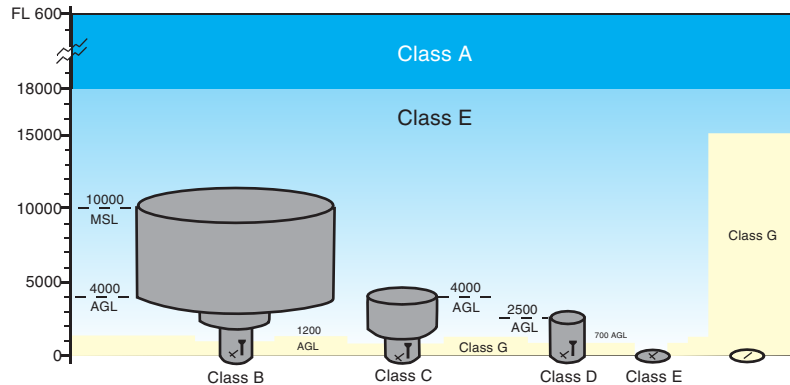 FL 600
Class A
18000
Class E
15000
10000
MSL
Class G
5000
4000
AGL
4000
AGL
2500
AGL
1200
AGL
700 AGL
Class G
0
Class B
Class C
Class D
Class E